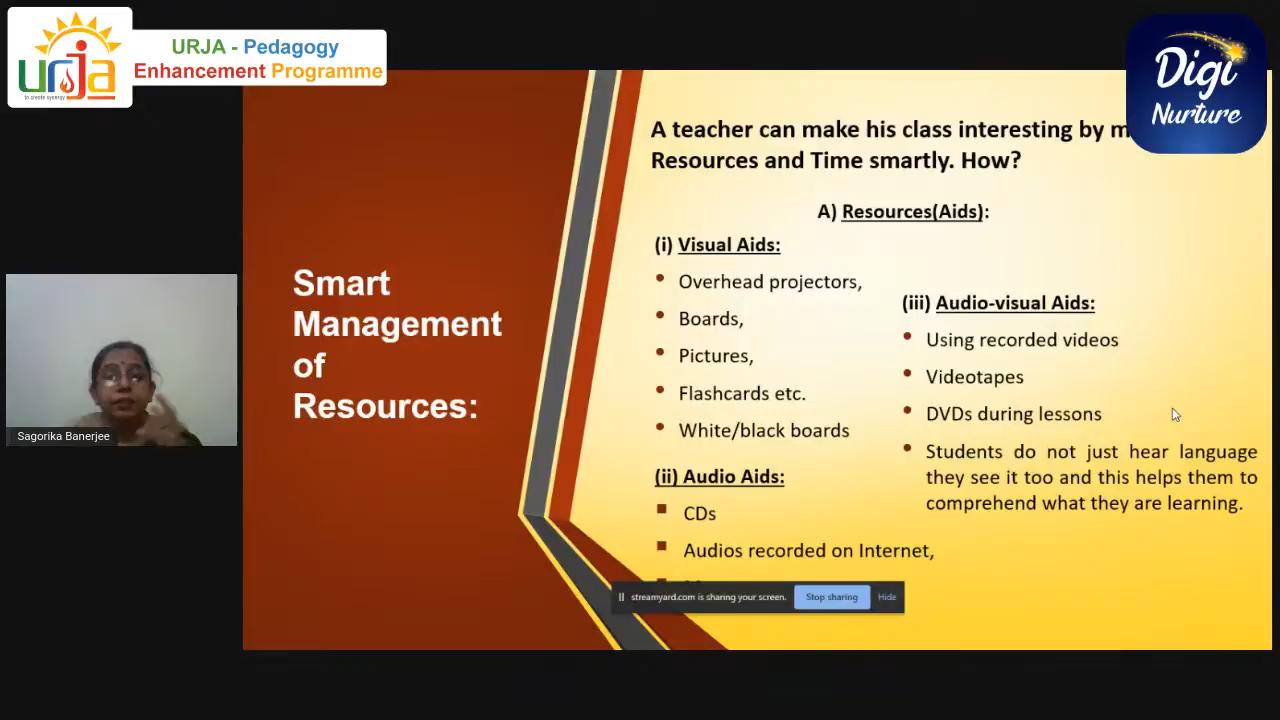 urja
to create synergy
URJA - Pedagogy
Enhancement Programme
Digi
Nurture
A teacher can make his class interesting by
Resources and Time smartly. How?
A) Resources(Aids):
(i) Visual Aids:
• Overhead projectors,
• Boards,
• Pictures,
• Flashcards etc.
• White/black boards
(ii) Audio Aids:
▪ CDs
▪ Audios recorded on Internet,
(iii) Audio-visual Aids:
• Using recorded videos
• Videotapes
• DVDs during lessons
• Students do not just hear language
they see it too and this helps them to
comprehend what they are learning.
Smart
Management
of
Resources:
Sagorika Banerjee
streamyard.com is sharing your screen.
Stop sharing
Hide